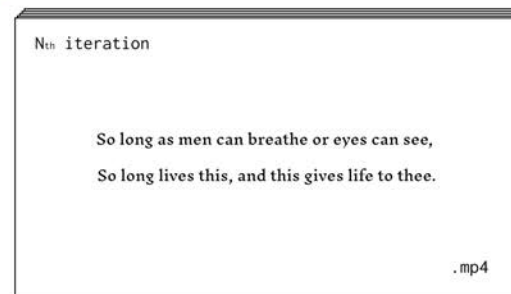 Nth iteration
So long as men can breathe or eyes can see,
So long lives this, and this gives life to thee.
.mp4